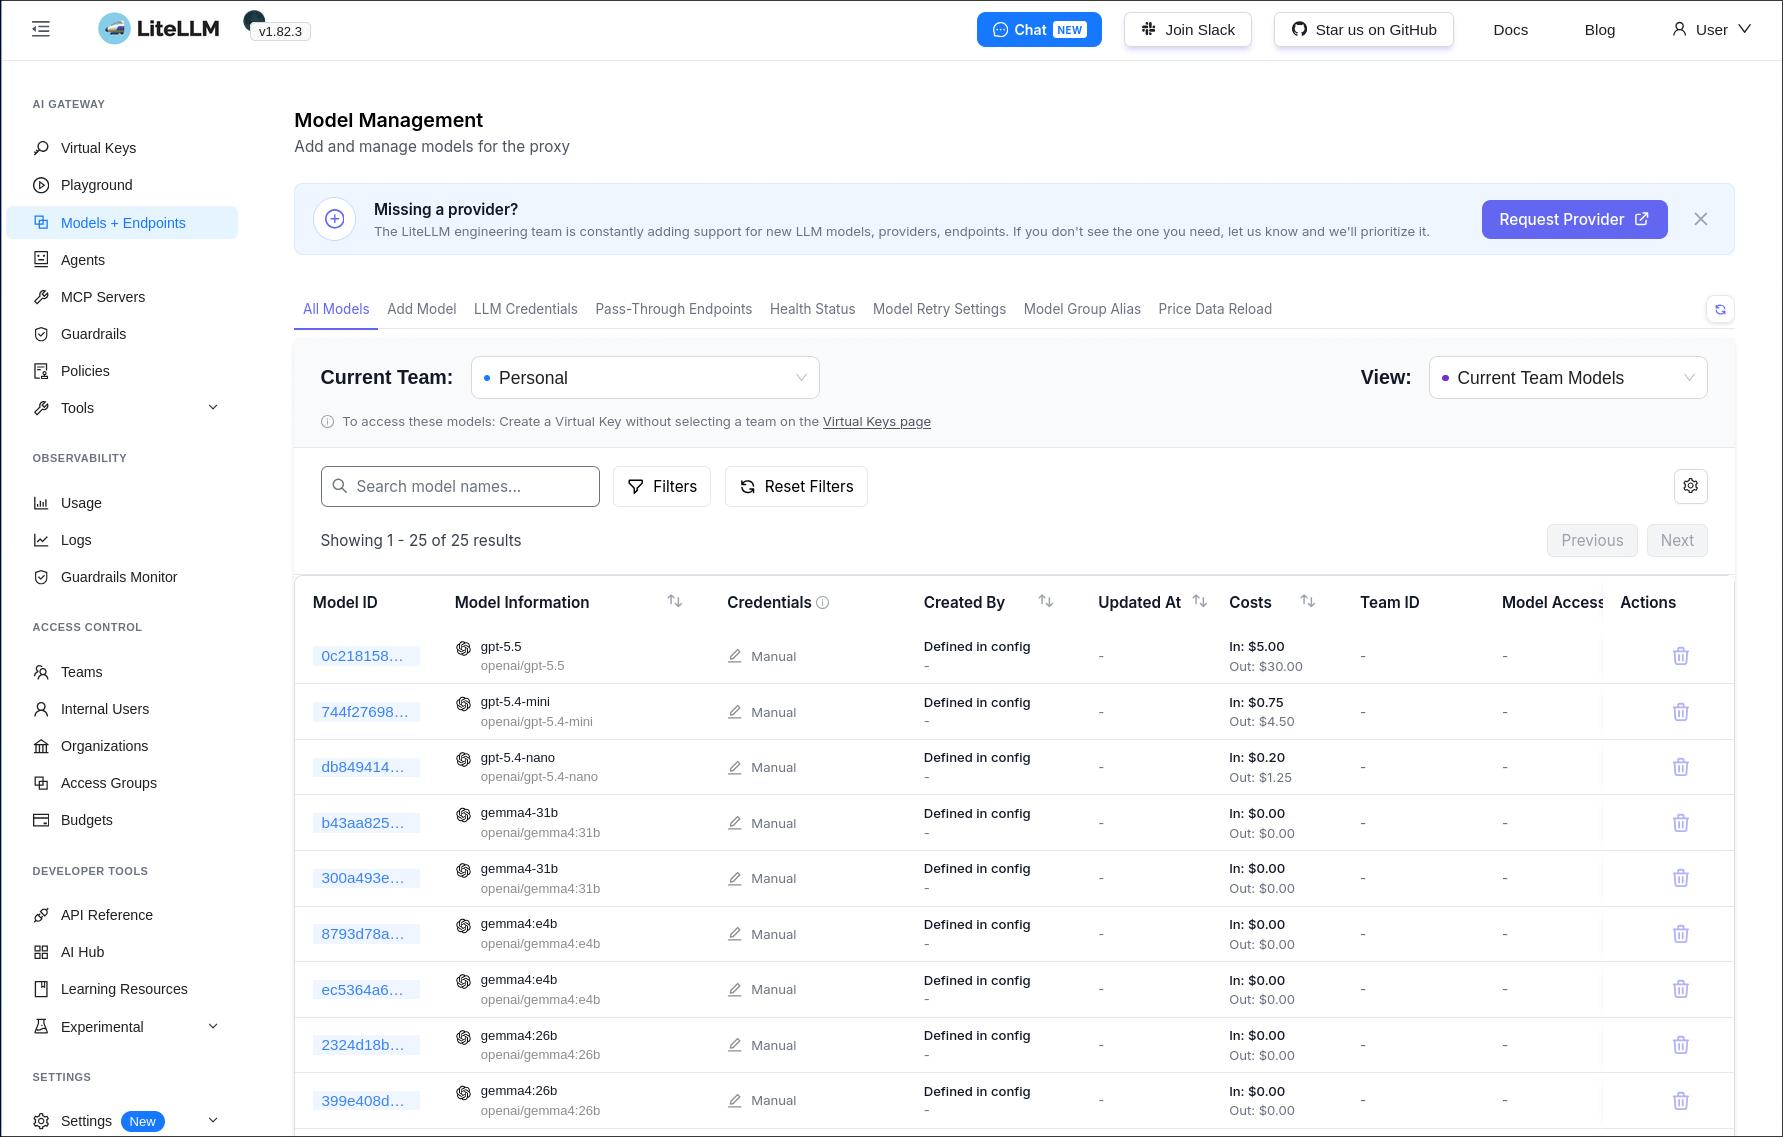 LiteLLM
v1.82.3
Chat NEW
Join Slack
Star us on GitHub
Docs
Blog
User
AI GATEWAY
Virtual Keys
Playground
Models + Endpoints
Agents
MCP Servers
Guardrails
Policies
Tools
OBSERVABILITY
Usage
Logs
Guardrails Monitor
ACCESS CONTROL
Teams
Internal Users
Organizations
Access Groups
Budgets
DEVELOPER TOOLS
API Reference
AI Hub
Learning Resources
Experimental
SETTINGS
Settings New
Model Management
Add and manage models for the proxy
Missing a provider?
The LiteLLM engineering team is constantly adding support for new LLM models, providers, endpoints. If you don't see the one you need, let us know and we'll prioritize it.
Request Provider
All Models Add Model LLM Credentials Pass-Through Endpoints Health Status Model Retry Settings Model Group Alias Price Data Reload
Current Team: Personal View: Current Team Models
To access these models: Create a Virtual Key without selecting a team on the Virtual Keys page
Search model names... Filters Reset Filters
Showing 1 - 25 of 25 results Previous Next
Model ID Model Information Credentials Created By Updated At Costs Team ID Model Access Actions
0c218158… gpt-5.5 Manual Defined in config - In: $5.00 - -
openai/gpt-5.5 - Out: $30.00
744f27698… gpt-5.4-mini Manual Defined in config - In: $0.75 - -
openai/gpt-5.4-mini - Out: $4.50
db849414… gpt-5.4-nano Manual Defined in config - In: $0.20 - -
openai/gpt-5.4-nano - Out: $1.25
b43aa825… gemma4-31b Manual Defined in config - In: $0.00 - -
openai/gemma4:31b - Out: $0.00
300a493e… gemma4-31b Manual Defined in config - In: $0.00 - -
openai/gemma4:31b - Out: $0.00
8793d78a… gemma4:e4b Manual Defined in config - In: $0.00 - -
openai/gemma4:e4b - Out: $0.00
ec5364a6… gemma4:e4b Manual Defined in config - In: $0.00 - -
openai/gemma4:e4b - Out: $0.00
2324d18b… gemma4:26b Manual Defined in config - In: $0.00 - -
openai/gemma4:26b - Out: $0.00
399e408d… gemma4:26b Manual Defined in config - In: $0.00 - -
openai/gemma4:26b - Out: $0.00